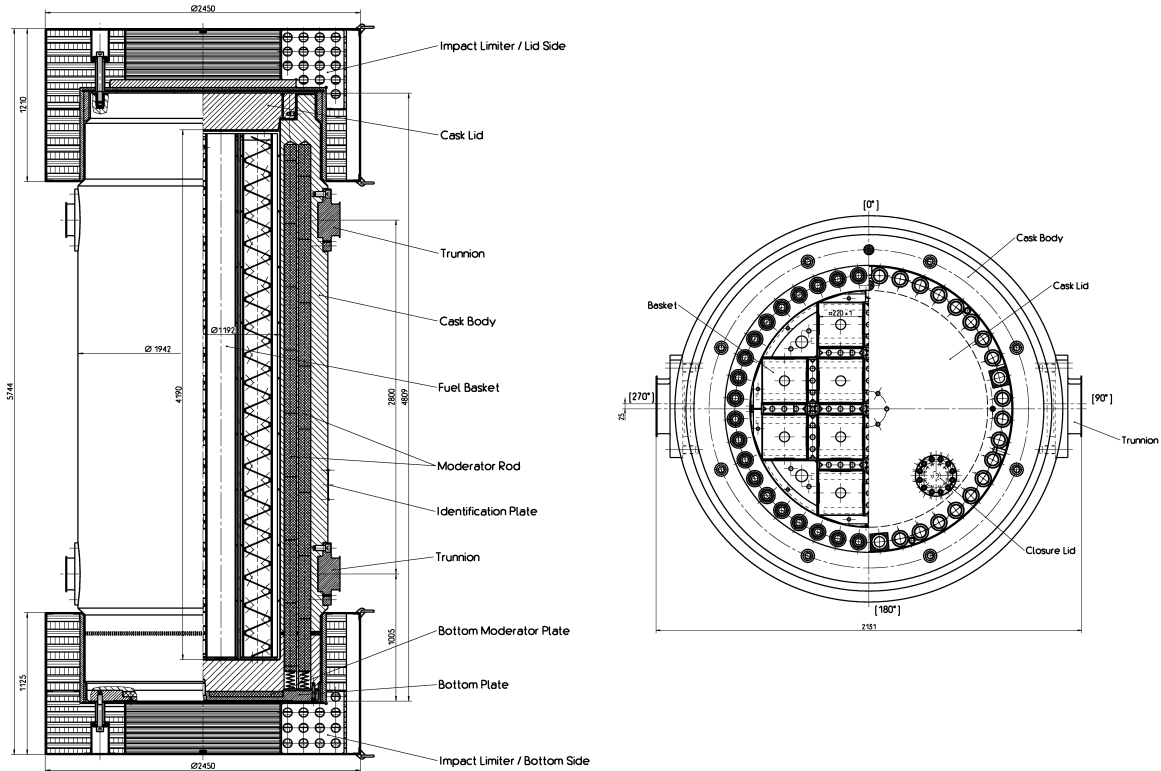 Ø2450
Impact Limiter / Lid Side
1210
Cask Lid
Trunnion
Cask Body
Ø1192
Ø 1942
Fuel Basket
5744
4190
2800
4809
Moderator Rod
Identification Plate
Trunnion
Bottom Moderator Plate
1005
Bottom Plate
1125
Impact Limiter / Bottom Side
Ø2450
[0°]
Cask Body
Cask Lid
Basket
¤220+1
[270°]
[90°]
25
Trunnion
Closure Lid
[180°]
2151